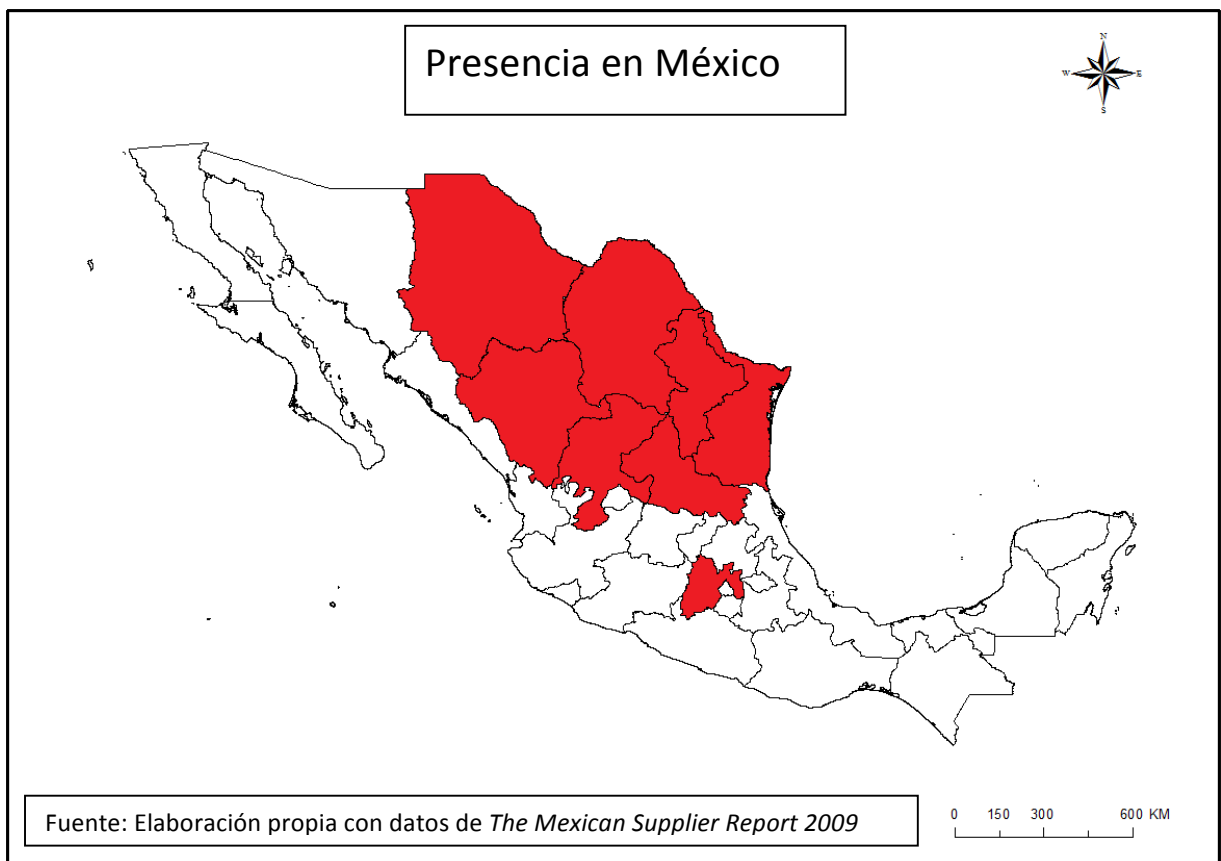 Presencia en México
N
W E
S
Fuente: Elaboración propia con datos de The Mexican Supplier Report 2009
0 150 300 600 KM